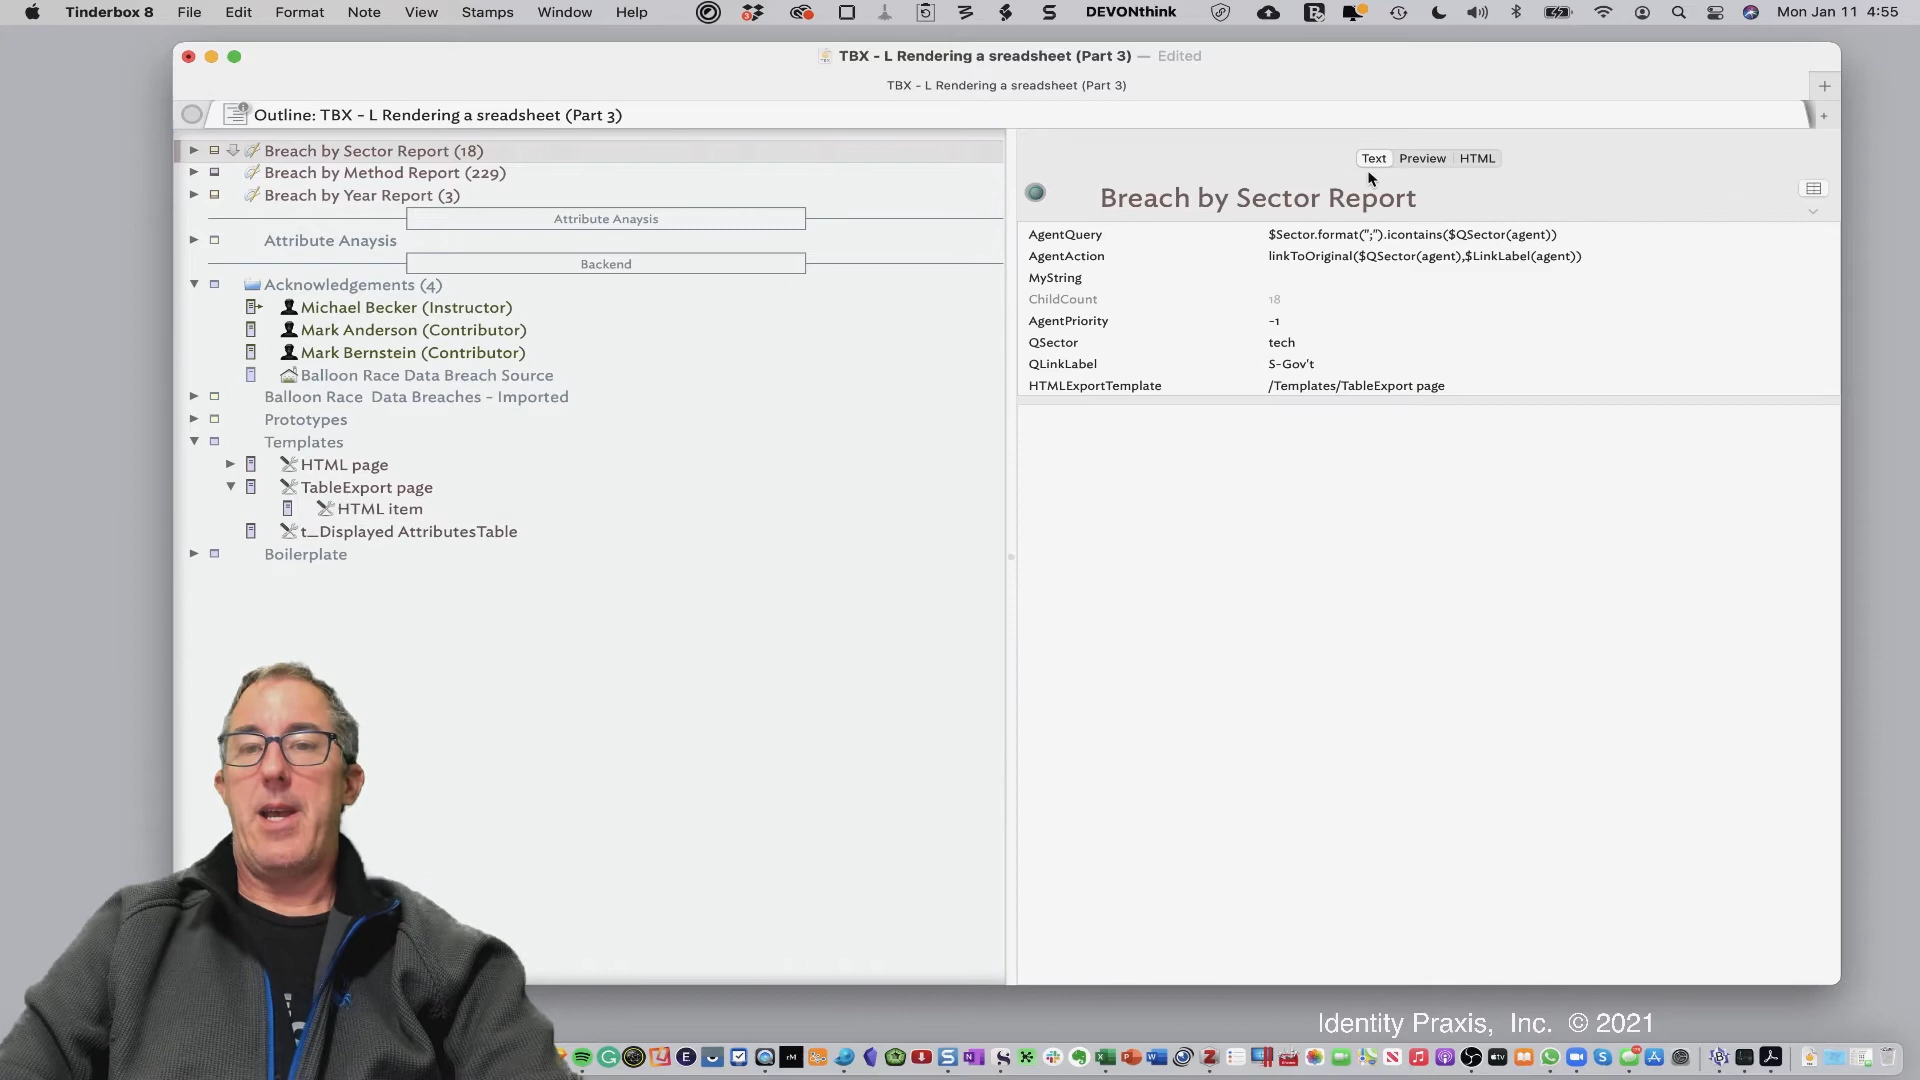 Tinderbox 8 File Edit Format Note View Stamps Window Help DEVONthink Mon Jan 11 4:55
TBX - L Rendering a sreadsheet (Part 3) — Edited
TBX - L Rendering a sreadsheet (Part 3)
Outline: TBX - L Rendering a sreadsheet (Part 3)
Breach by Sector Report (18)
Breach by Method Report (229)
Breach by Year Report (3)
Attribute Anaysis
Attribute Anaysis
Backend
Acknowledgements (4)
Michael Becker (Instructor)
Mark Anderson (Contributor)
Mark Bernstein (Contributor)
Balloon Race Data Breach Source
Balloon Race Data Breaches - Imported
Prototypes
Templates
HTML page
TableExport page
HTML item
t_Displayed AttributesTable
Boilerplate
Text Preview HTML
Breach by Sector Report
AgentQuery $Sector.format(";").icontains($QSector(agent))
AgentAction linkToOriginal($QSector(agent),$LinkLabel(agent))
MyString
ChildCount 18
AgentPriority -1
QSector tech
QLinkLabel S-Gov't
HTMLExportTemplate /Templates/TableExport page
Identity Praxis, Inc. © 2021